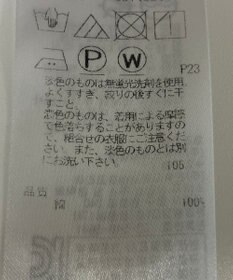 P
W
P23
淡色のものは無蛍光洗剤を使用
よくすすぎ、絞りの後すぐに干
すこと。
濃色のものは、着用による摩擦
で色落ちすることがありますの
で、組合せの衣服にご注意くださ
い。また、淡色のものとは別
にお洗い下さい。
105
品質
綿 100%